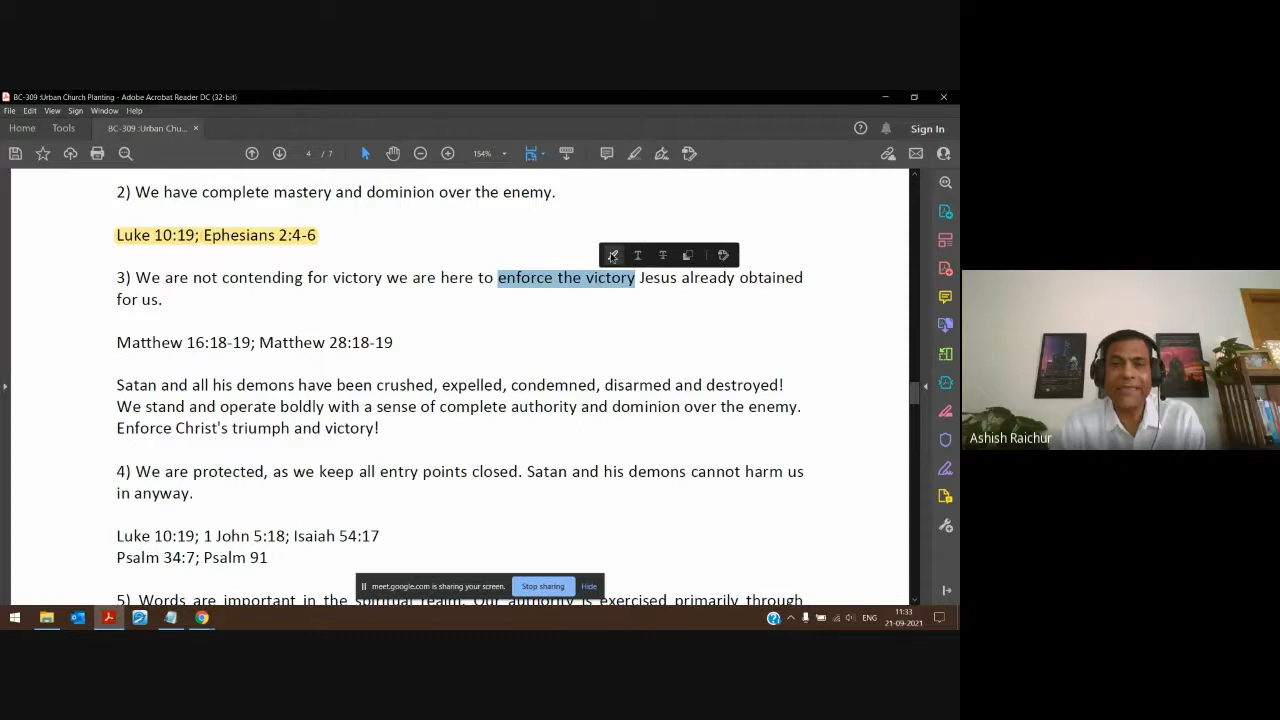 BC-309 :Urban Church Planting - Adobe Acrobat Reader DC (32-bit)
File Edit View Sign Window Help
Home Tools BC-309 :Urban Chu... × Sign In
4 / 7 154%
2) We have complete mastery and dominion over the enemy.
Luke 10:19; Ephesians 2:4-6
3) We are not contending for victory we are here to enforce the victory Jesus already obtained
for us.
Matthew 16:18-19; Matthew 28:18-19
Satan and all his demons have been crushed, expelled, condemned, disarmed and destroyed!
We stand and operate boldly with a sense of complete authority and dominion over the enemy.
Enforce Christ's triumph and victory!
4) We are protected, as we keep all entry points closed. Satan and his demons cannot harm us
in anyway.
Luke 10:19; 1 John 5:18; Isaiah 54:17
Psalm 34:7; Psalm 91
meet.google.com is sharing your screen. Stop sharing Hide
5) Words are important in the spiritual realm. Our authority is exercised primarily through
ENG
11:33
21-09-2021
Ashish Raichur